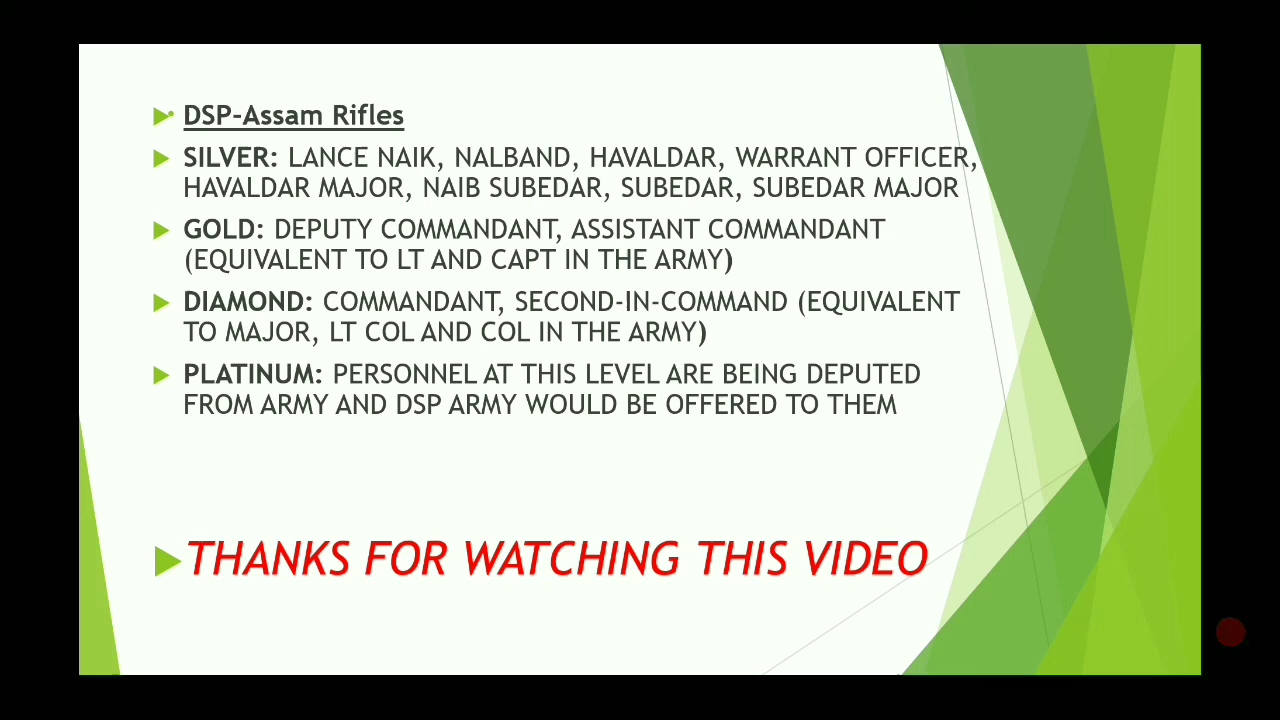 DSP-Assam Rifles
SILVER: LANCE NAIK, NALBAND, HAVALDAR, WARRANT OFFICER,
HAVALDAR MAJOR, NAIB SUBEDAR, SUBEDAR, SUBEDAR MAJOR
GOLD: DEPUTY COMMANDANT, ASSISTANT COMMANDANT
(EQUIVALENT TO LT AND CAPT IN THE ARMY)
DIAMOND: COMMANDANT, SECOND-IN-COMMAND (EQUIVALENT
TO MAJOR, LT COL AND COL IN THE ARMY)
PLATINUM: PERSONNEL AT THIS LEVEL ARE BEING DEPUTED
FROM ARMY AND DSP ARMY WOULD BE OFFERED TO THEM
THANKS FOR WATCHING THIS VIDEO